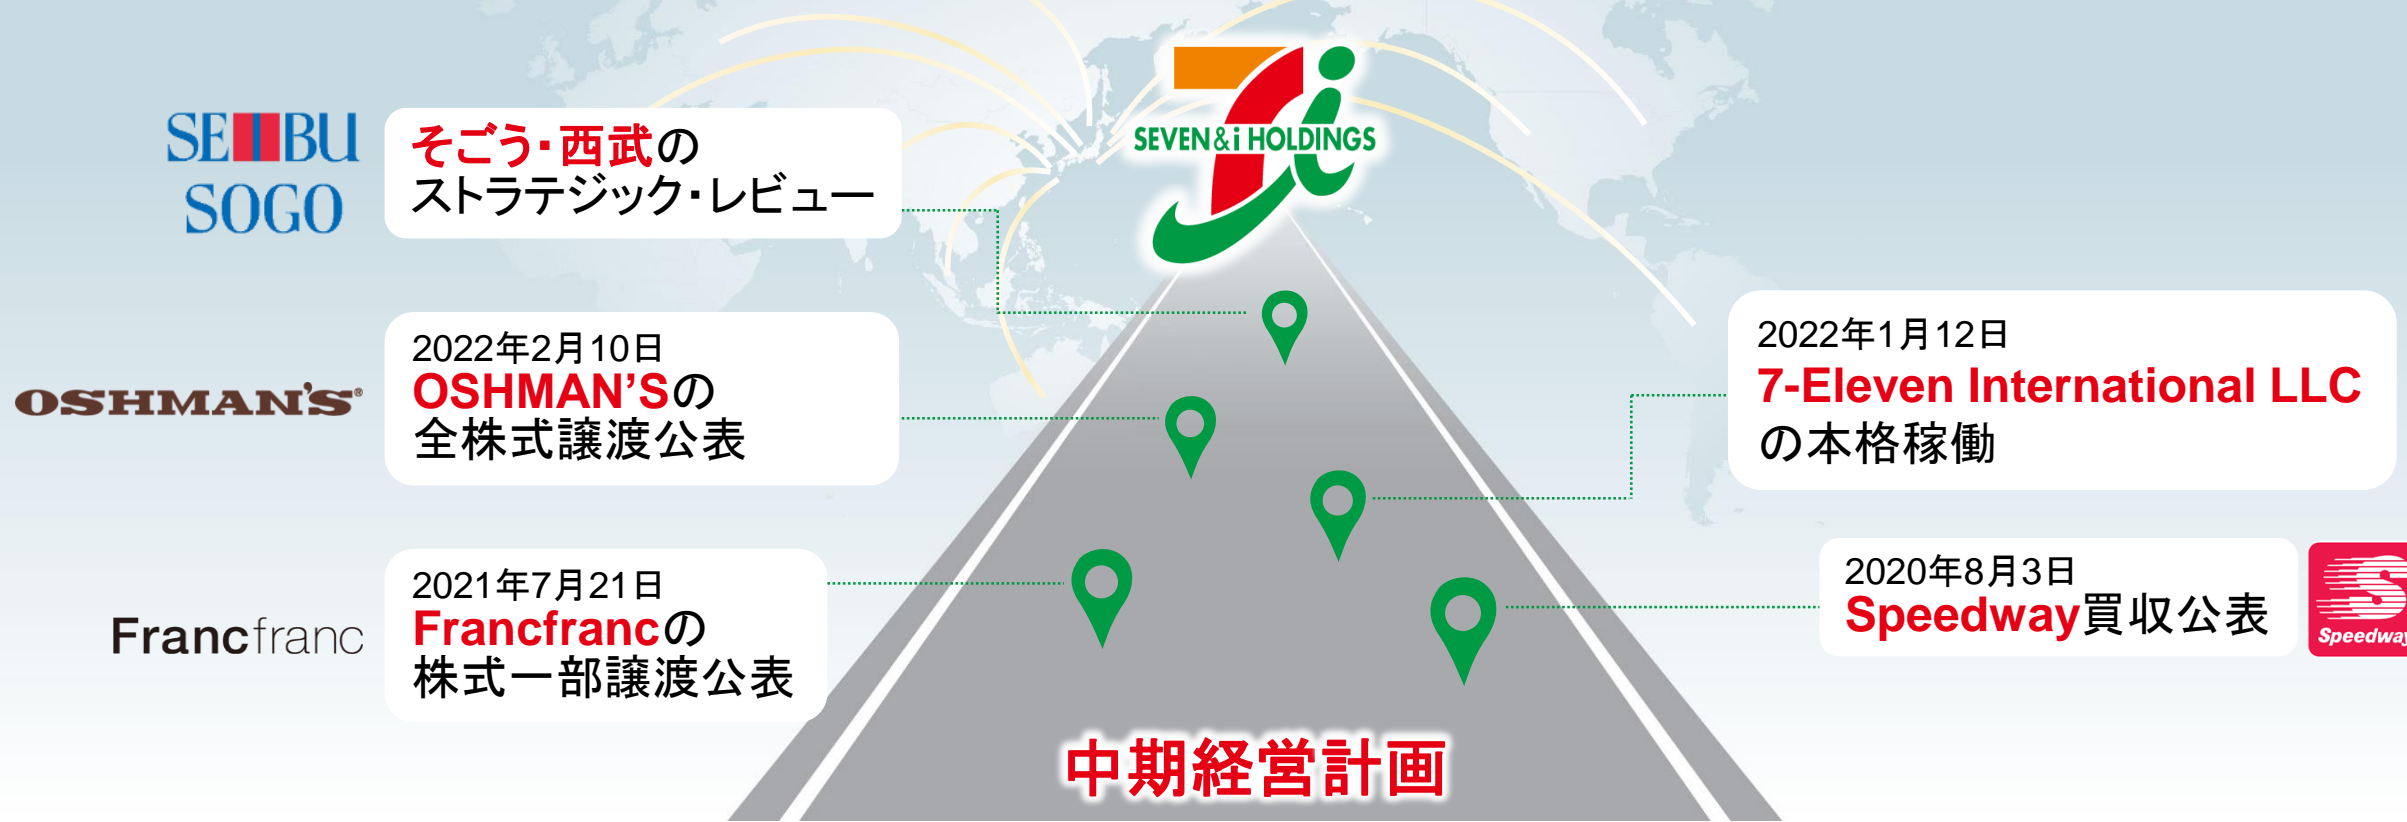 SEIBU
SOGO
そごう・西武の
ストラテジック・レビュー
SEVEN&i HOLDINGS
OSHMAN'S®
2022年2月10日
OSHMAN'Sの
全株式譲渡公表
2022年1月12日
7-Eleven International LLC
の本格稼働
Francfranc
2021年7月21日
Francfrancの
株式一部譲渡公表
2020年8月3日
Speedway買収公表
Speedway
中期経営計画